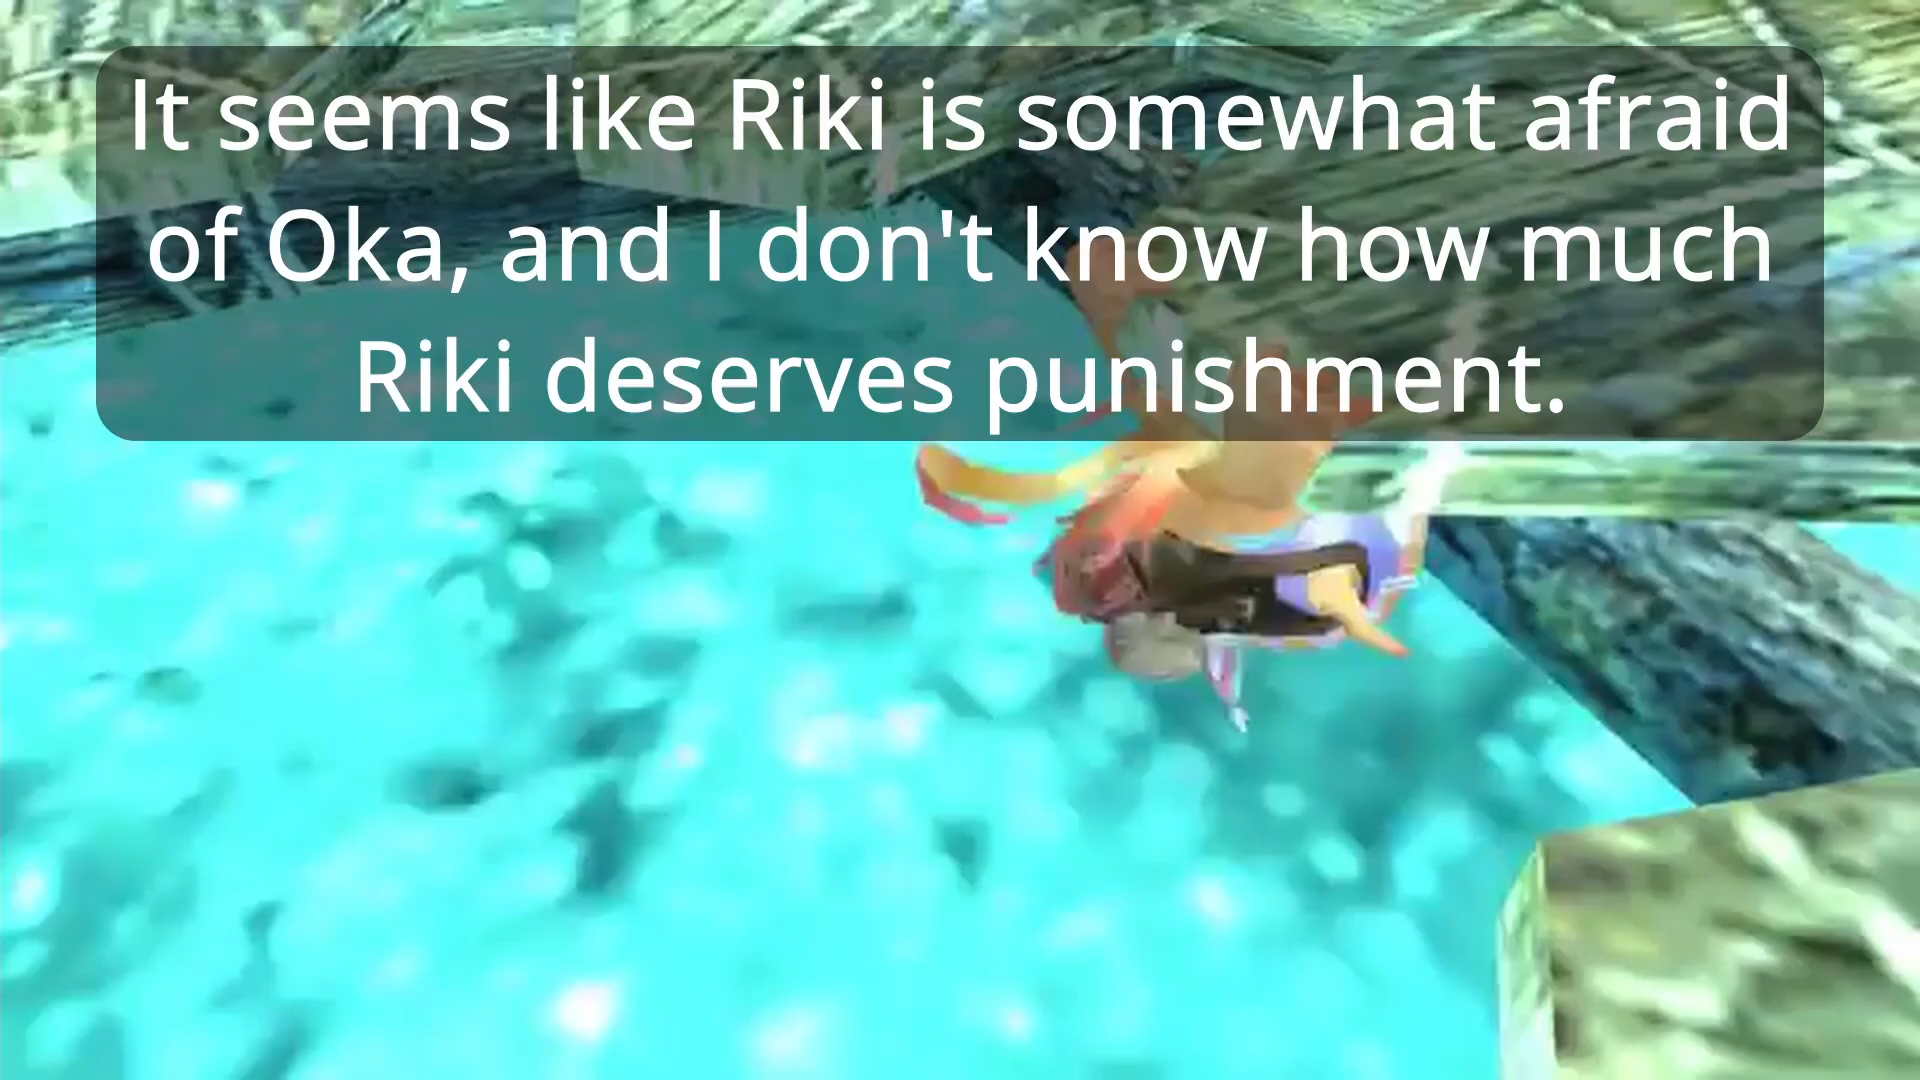 It seems like Riki is somewhat afraid
of Oka, and I don't know how much
Riki deserves punishment.